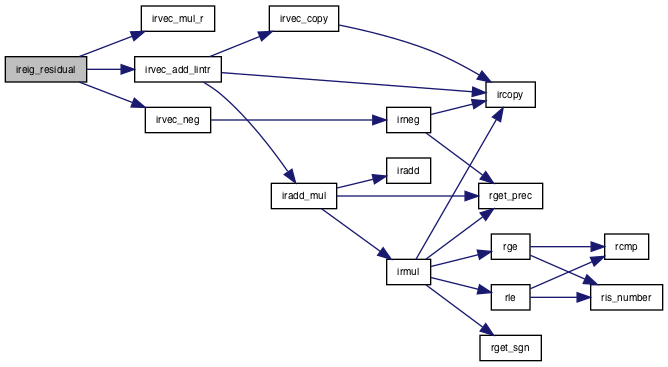 irvec_mul_r
irvec_copy
ireig_residual
irvec_add_lintr
ircopy
irvec_neg
irneg
iradd
iradd_mul
rget_prec
rge
rcmp
irmul
rle
ris_number
rget_sgn